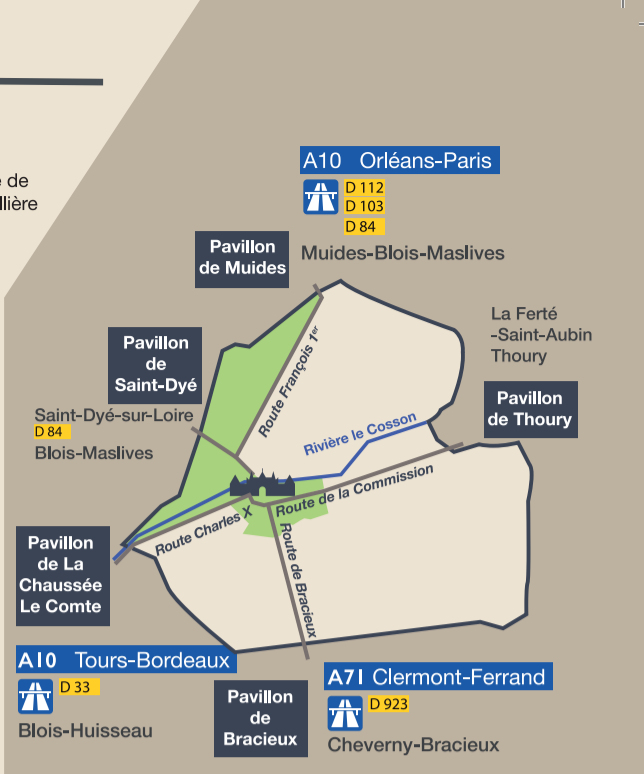 de
llière
A10 Orléans-Paris
D 112
D 103
D 84
Muides-Blois-Maslives
Pavillon
de Muides
La Ferté
-Saint-Aubin
Thoury
Pavillon
de
Saint-Dyé
Route François 1er
Pavillon
de Thoury
Saint-Dyé-sur-Loire
D 84
Blois-Maslives
Rivière le Cosson
Route de la Commission
Route Charles X
Route de Bracieux
Pavillon
de La
Chaussée
Le Comte
A10 Tours-Bordeaux
D 33
Blois-Huisseau
Pavillon
de
Bracieux
A71 Clermont-Ferrand
D 923
Cheverny-Bracieux